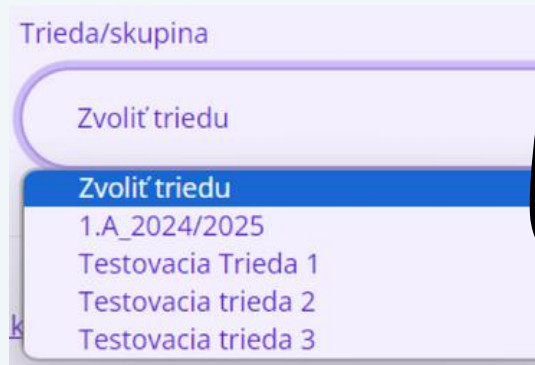 Trieda/skupina
Zvoliť triedu
Zvoliť triedu
1.A_2024/2025
Testovacia Trieda 1
Testovacia trieda 2
Testovacia trieda 3
k